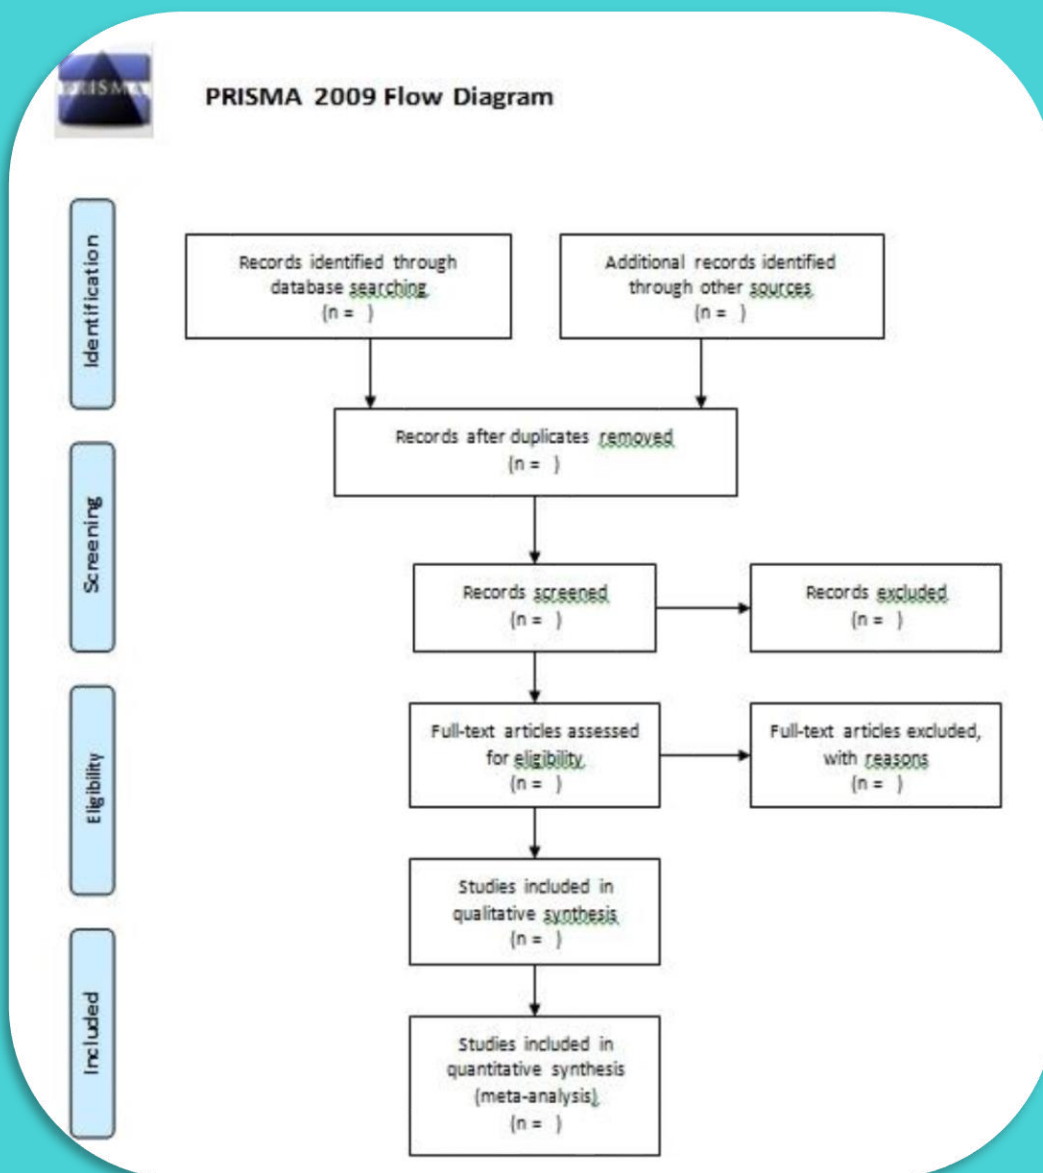 PRISMA
PRISMA 2009 Flow Diagram
Identification
Records identified through
database searching
(n =  )
Additional records identified
through other sources
(n =  )
Records after duplicates removed
(n =  )
Screening
Records screened
(n =  )
Records excluded
(n =  )
Eligibility
Full-text articles assessed
for eligibility
(n =  )
Full-text articles excluded,
with reasons
(n =  )
Studies included in
qualitative synthesis
(n =  )
Included
Studies included in
quantitative synthesis
(meta-analysis)
(n =  )